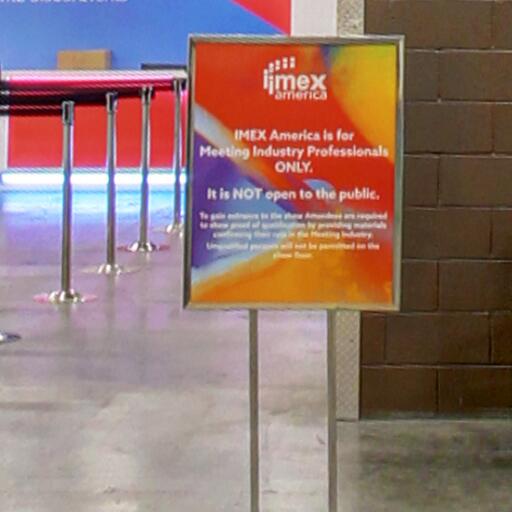 imex
america
IMEX America is for
Meeting Industry Professionals
ONLY.
It is NOT open to the public.
To gain entrance to the show Attendees are required
to show proof of qualification by providing materials
confirming their role in the Meeting Industry.
Unqualified persons will not be permitted on the
show floor.